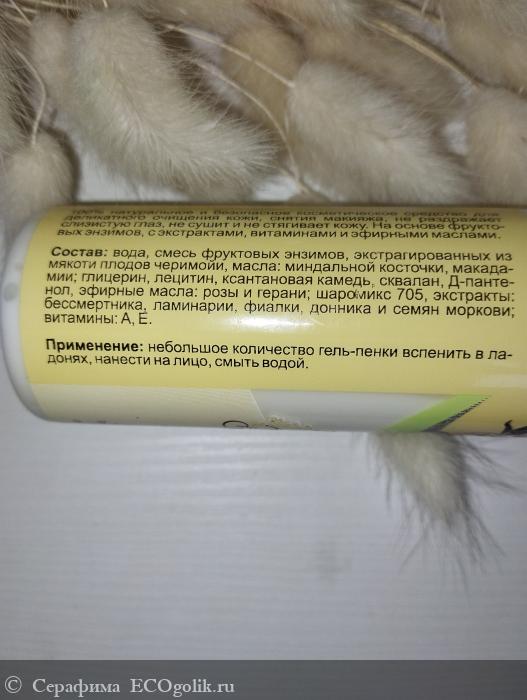 100% натуральное и безопасное косметическое средство для
деликатного очищения кожи, снятия макияжа, не раздражает
слизистую глаз, не сушит и не стягивает кожу. На основе фрукто-
вых энзимов, с экстрактами, витаминами и эфирными маслами.
Состав: вода, смесь фруктовых энзимов, экстрагированных из
мякоти плодов черимойи, масла: миндальной косточки, макада-
мии; глицерин, лецитин, ксантановая камедь, сквалан, Д-панте-
нол, эфирные масла: розы и герани; шаромикс 705, экстракты:
бессмертника, ламинарии, фиалки, донника и семян моркови;
витамины: А, Е.
Применение: небольшое количество гель-пенки вспенить в ла-
донях, нанести на лицо, смыть водой.
© Серафима ECOgolik.ru